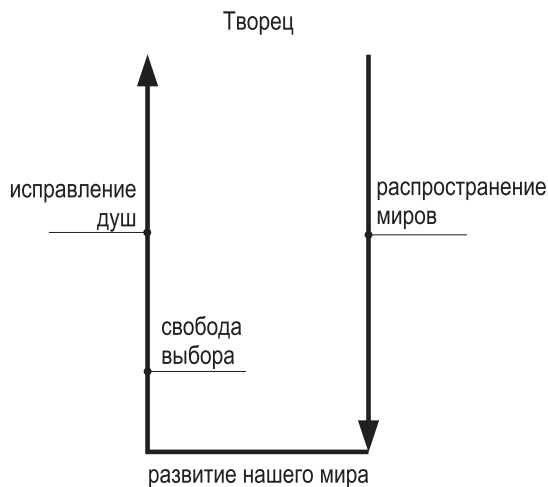 Творец
исправление
душ
распространение
миров
свобода
выбора
развитие нашего мира